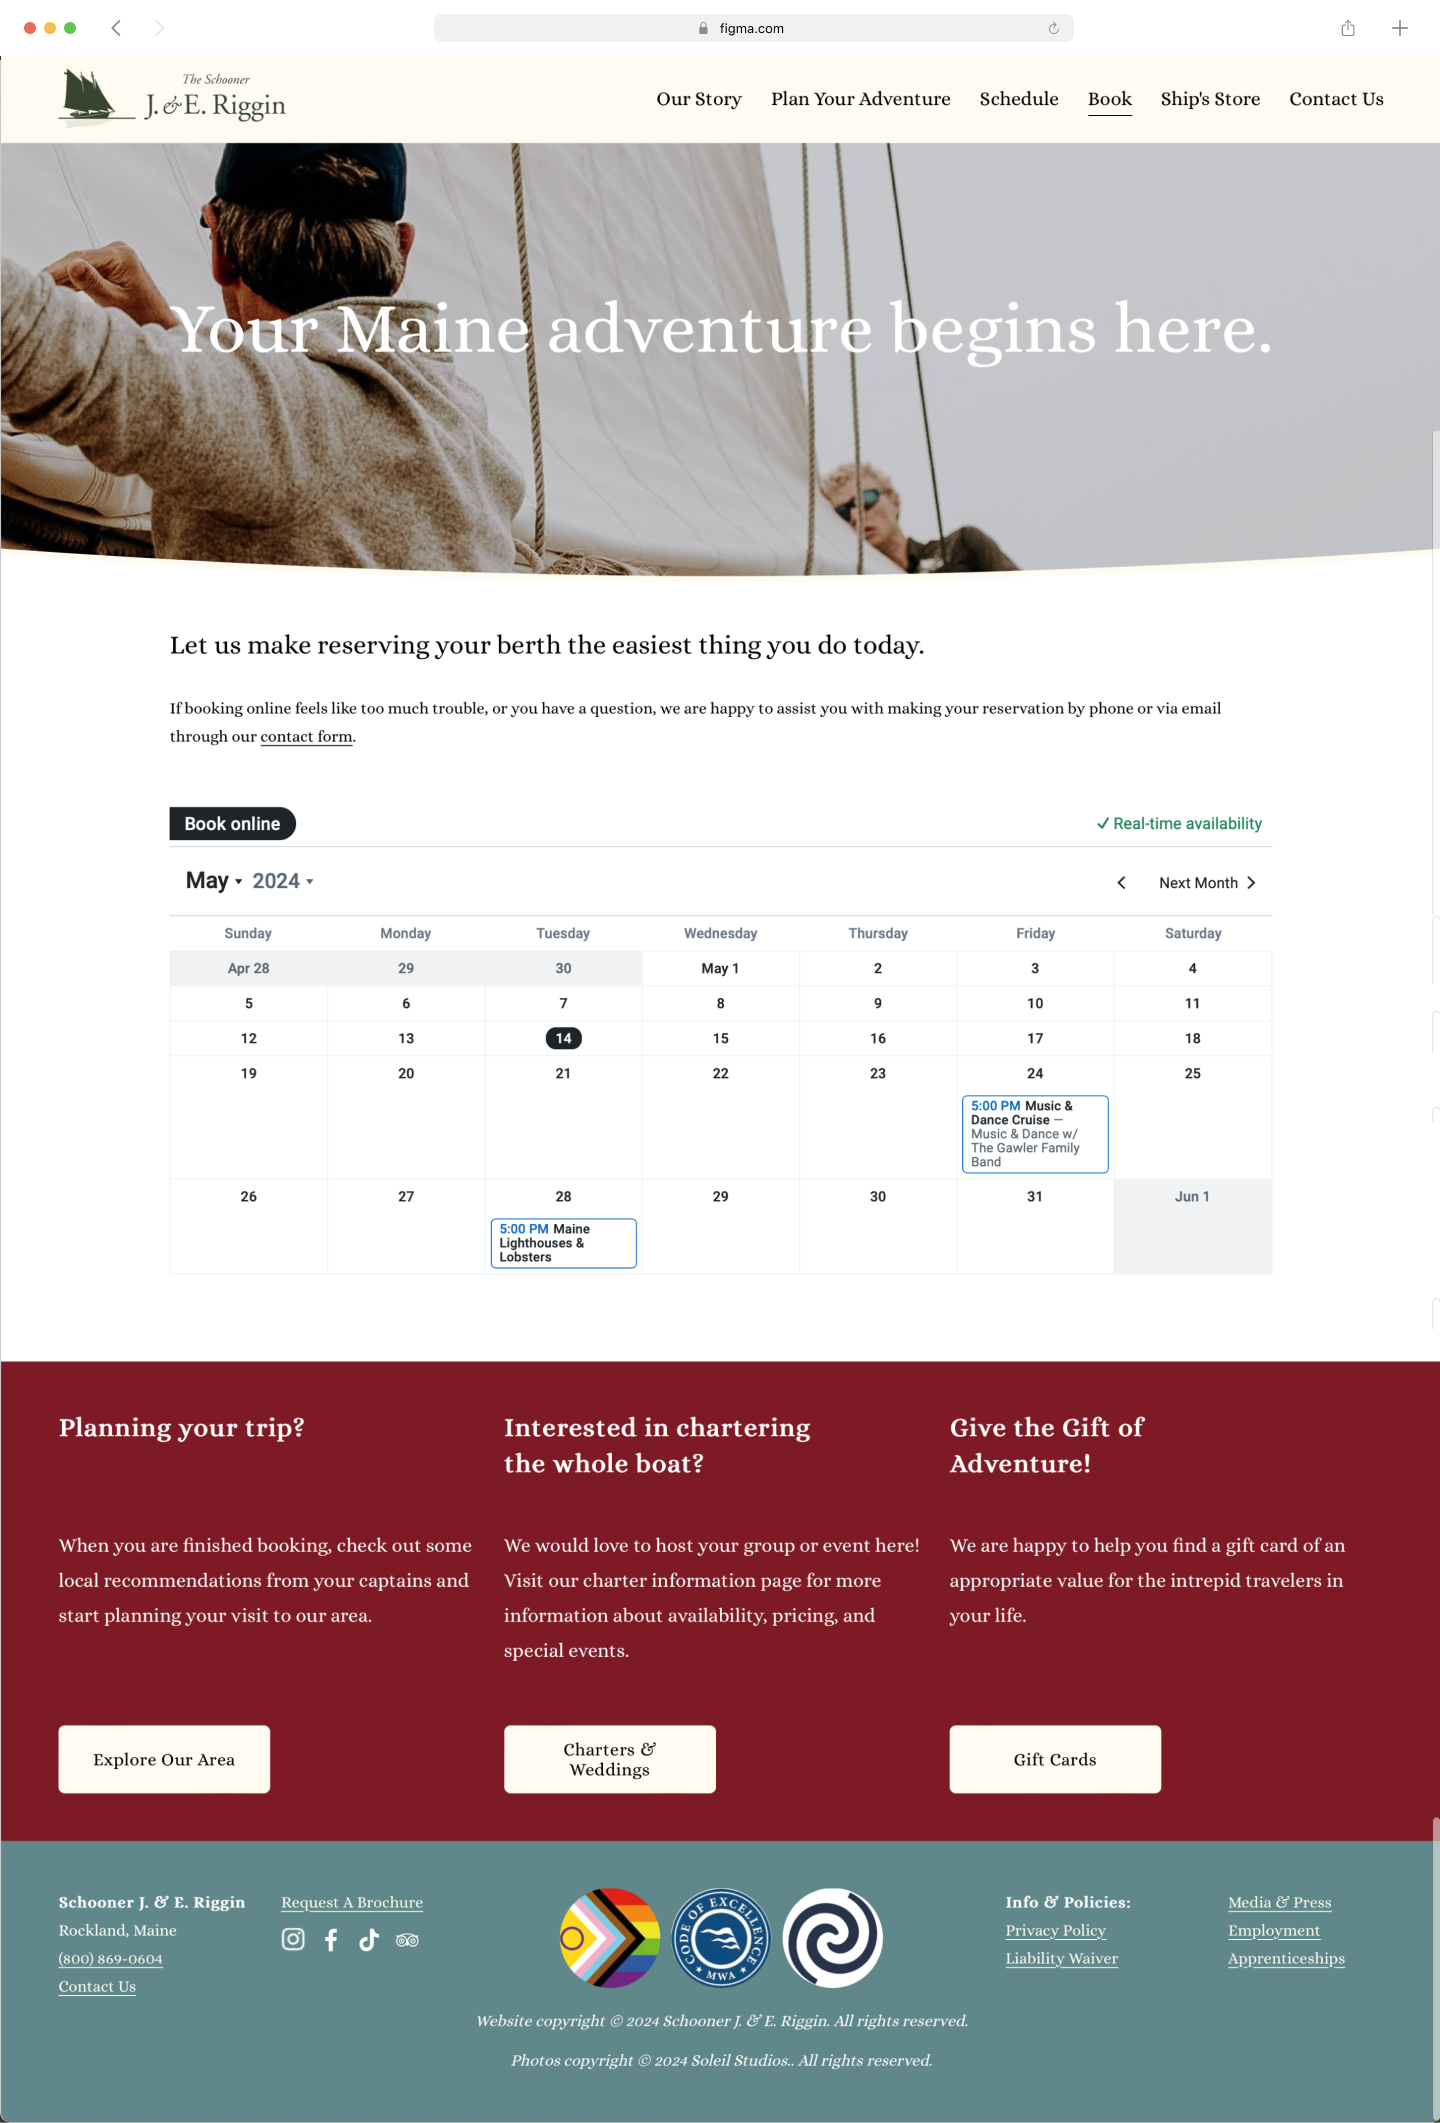 figma.com
The Schooner
J. & E. Riggin
Our Story Plan Your Adventure Schedule Book Ship's Store Contact Us
Your Maine adventure begins here.
Let us make reserving your berth the easiest thing you do today.
If booking online feels like too much trouble, or you have a question, we are happy to assist you with making your reservation by phone or via email
through our contact form.
Book online
Real-time availability
May 2024
Next Month
Sunday Monday Tuesday Wednesday Thursday Friday Saturday
Apr 28 29 30 May 1 2 3 4
5 6 7 8 9 10 11
12 13 14 15 16 17 18
19 20 21 22 23 24 25
5:00 PM Music &
Dance Cruise —
Music & Dance w/
The Gawler Family
Band
26 27 28 29 30 31 Jun 1
5:00 PM Maine
Lighthouses &
Lobsters
Planning your trip?
When you are finished booking, check out some
local recommendations from your captains and
start planning your visit to our area.
Explore Our Area
Interested in chartering
the whole boat?
We would love to host your group or event here!
Visit our charter information page for more
information about availability, pricing, and
special events.
Charters &
Weddings
Give the Gift of
Adventure!
We are happy to help you find a gift card of an
appropriate value for the intrepid travelers in
your life.
Gift Cards
Schooner J. & E. Riggin
Rockland, Maine
(800) 869-0604
Contact Us
Request A Brochure
CODE OF EXCELLENCE
MWA
Info & Policies:
Privacy Policy
Liability Waiver
Media & Press
Employment
Apprenticeships
Website copyright © 2024 Schooner J. & E. Riggin. All rights reserved.
Photos copyright © 2024 Soleil Studios.. All rights reserved.